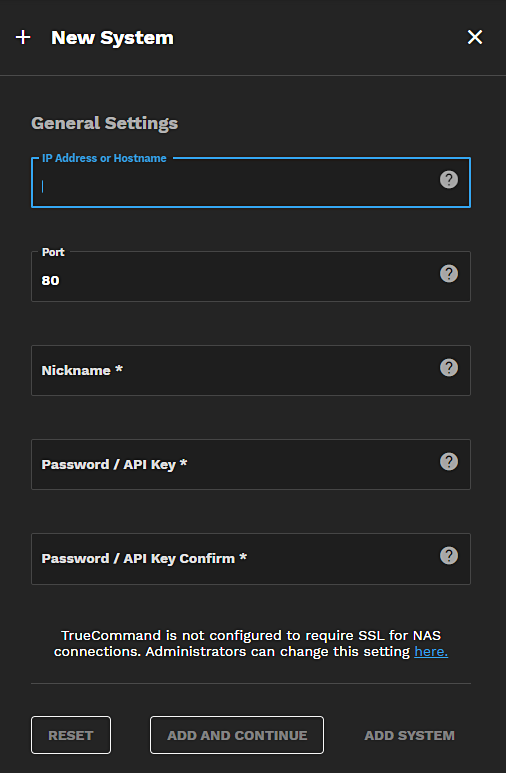 New System
General Settings
IP Address or Hostname
Port
80
Nickname *
Password / API Key *
Password / API Key Confirm *
TrueCommand is not configured to require SSL for NAS
connections. Administrators can change this setting here.
RESET
ADD AND CONTINUE
ADD SYSTEM